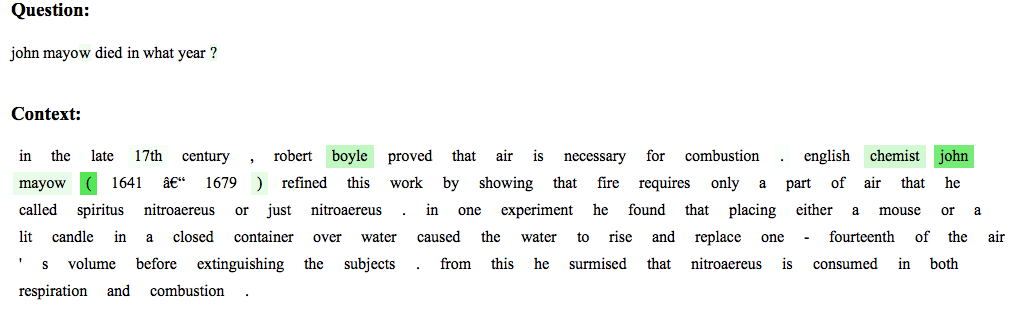 Question:
john mayow died in what year ?
Context:
in the late 17th century , robert boyle proved that air is necessary for combustion . english chemist john
mayow ( 1641 â€“ 1679 ) refined this work by showing that fire requires only a part of air that he
called spiritus nitroaereus or just nitroaereus . in one experiment he found that placing either a mouse or a
lit candle in a closed container over water caused the water to rise and replace one - fourteenth of the air
' s volume before extinguishing the subjects . from this he surmised that nitroaereus is consumed in both
respiration and combustion .